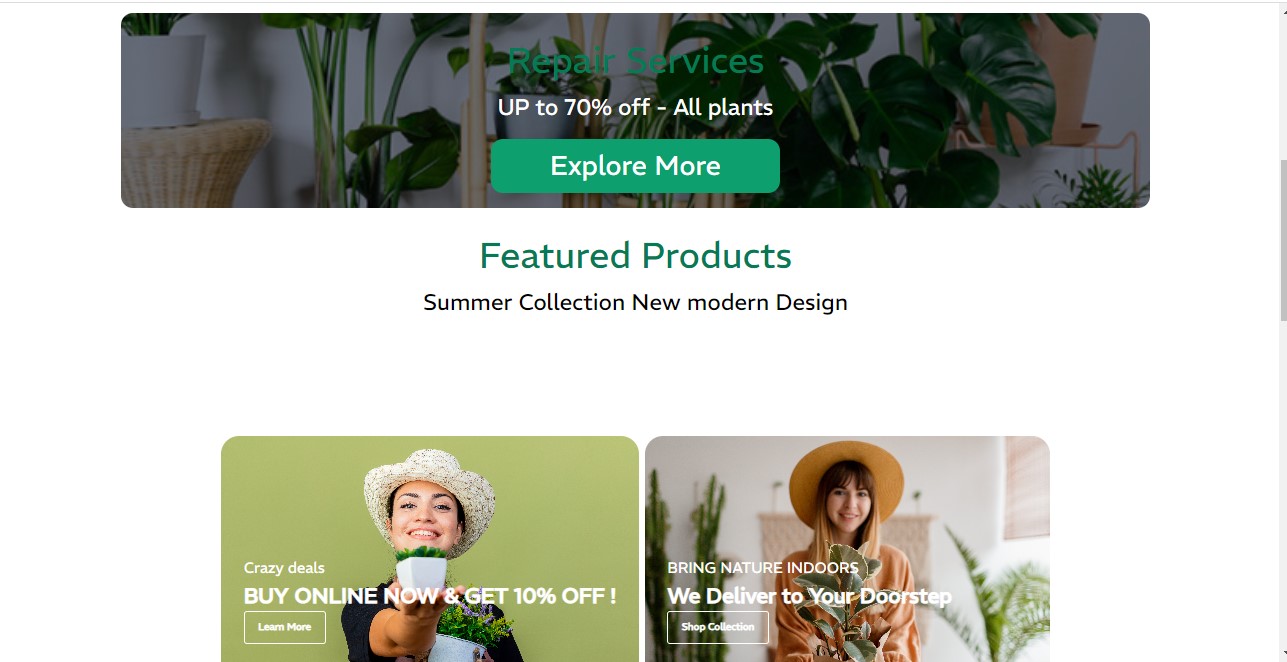 Repair Services
UP to 70% off - All plants
Explore More
Featured Products
Summer Collection New modern Design
Crazy deals
BUY ONLINE NOW & GET 10% OFF !
Learn More
BRING NATURE INDOORS
We Deliver to Your Doorstep
Shop Collection